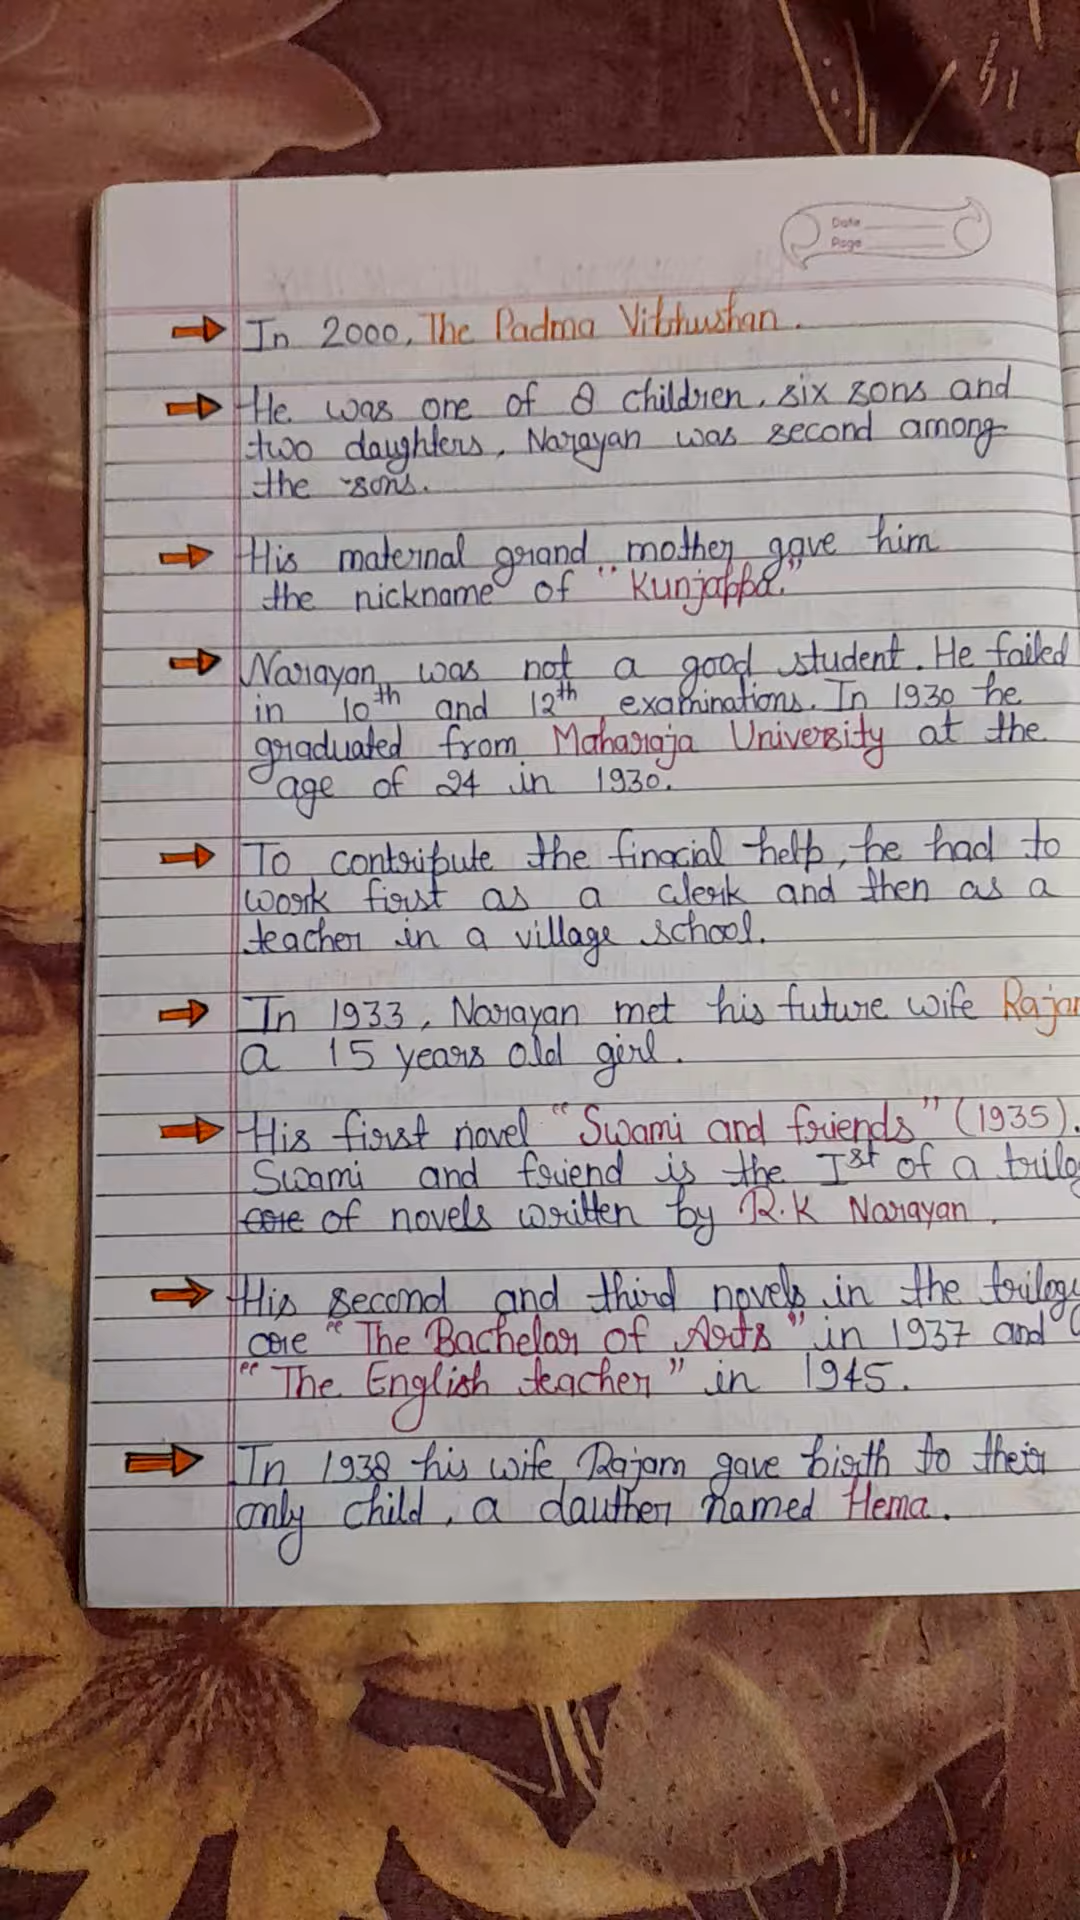 Date
Page
In 2000, The Padma Vibhushan.
He was one of 8 children, six sons and
two daughters, Narayan was second among
the sons.
His maternal grand mother gave him
the nickname of "Kunjappa."
Narayan was not a good student. He failed
in 10th and 12th examinations. In 1930 he
graduated from Maharaja University at the
age of 24 in 1930.
To contribute the finacial help, he had to
work first as a clerk and then as a
teacher in a village school.
In 1933, Narayan met his future wife
a 15 years old girl.
His first novel "Swami and friends" (1935).
Swami and friend is the Ist of a
of novels written by R.K Narayan.
His second and third novels in the trilogy
are "The Bachelor of Arts" in 1937 and
"The English teacher" in 1945.
In 1938 his wife Rajam gave birth to their
only child, a dauther named Hema.